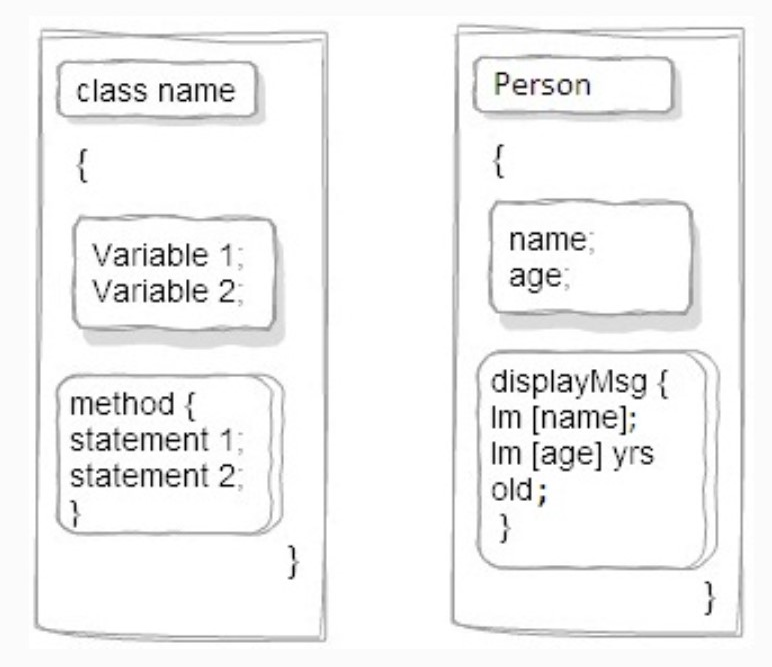 class name
{
Variable 1;
Variable 2;
method {
statement 1;
statement 2;
}
}
Person
{
name;
age;
displayMsg {
Im [name];
Im [age] yrs
old;
}
}